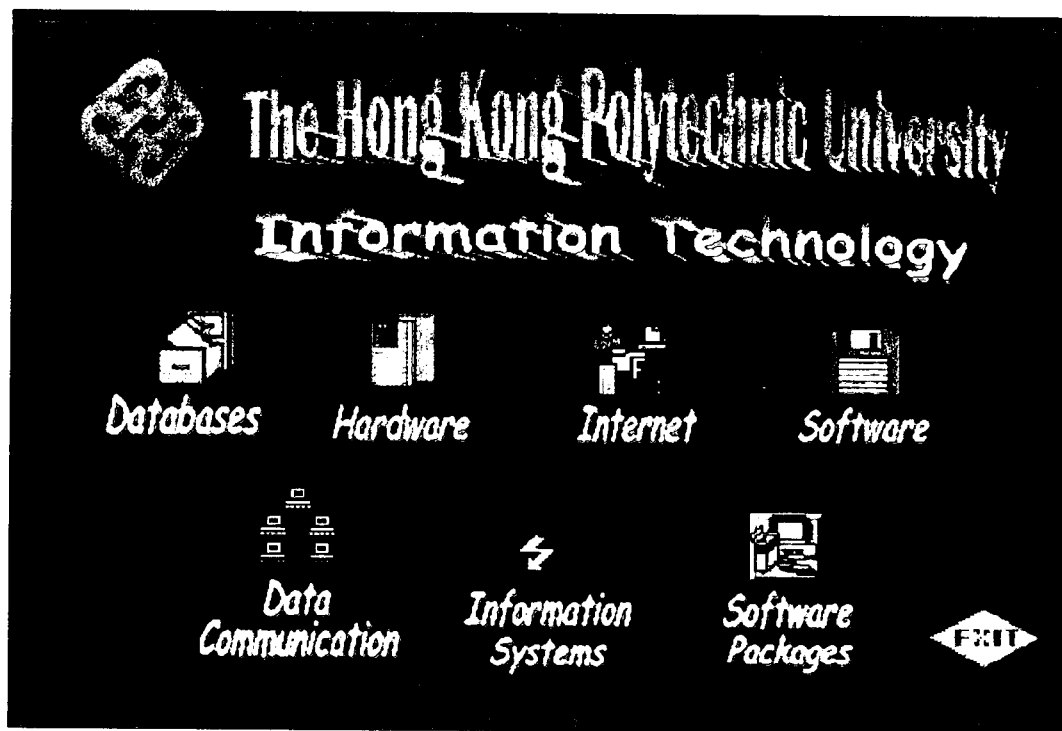 The Hong Kong Polytechnic University
Information Technology
Databases
Hardware
Internet
Software
Data
Communication
Information
Systems
Software
Packages
EXIT